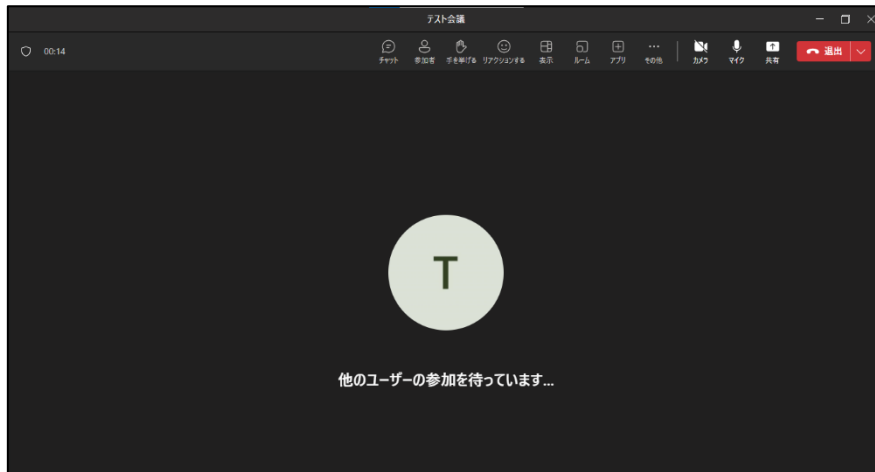 テスト会議
00:14
チャット 参加者 手を挙げる リアクションする 表示 ルーム アプリ その他 カメラ マイク 共有 退出
T
他のユーザーの参加を待っています...